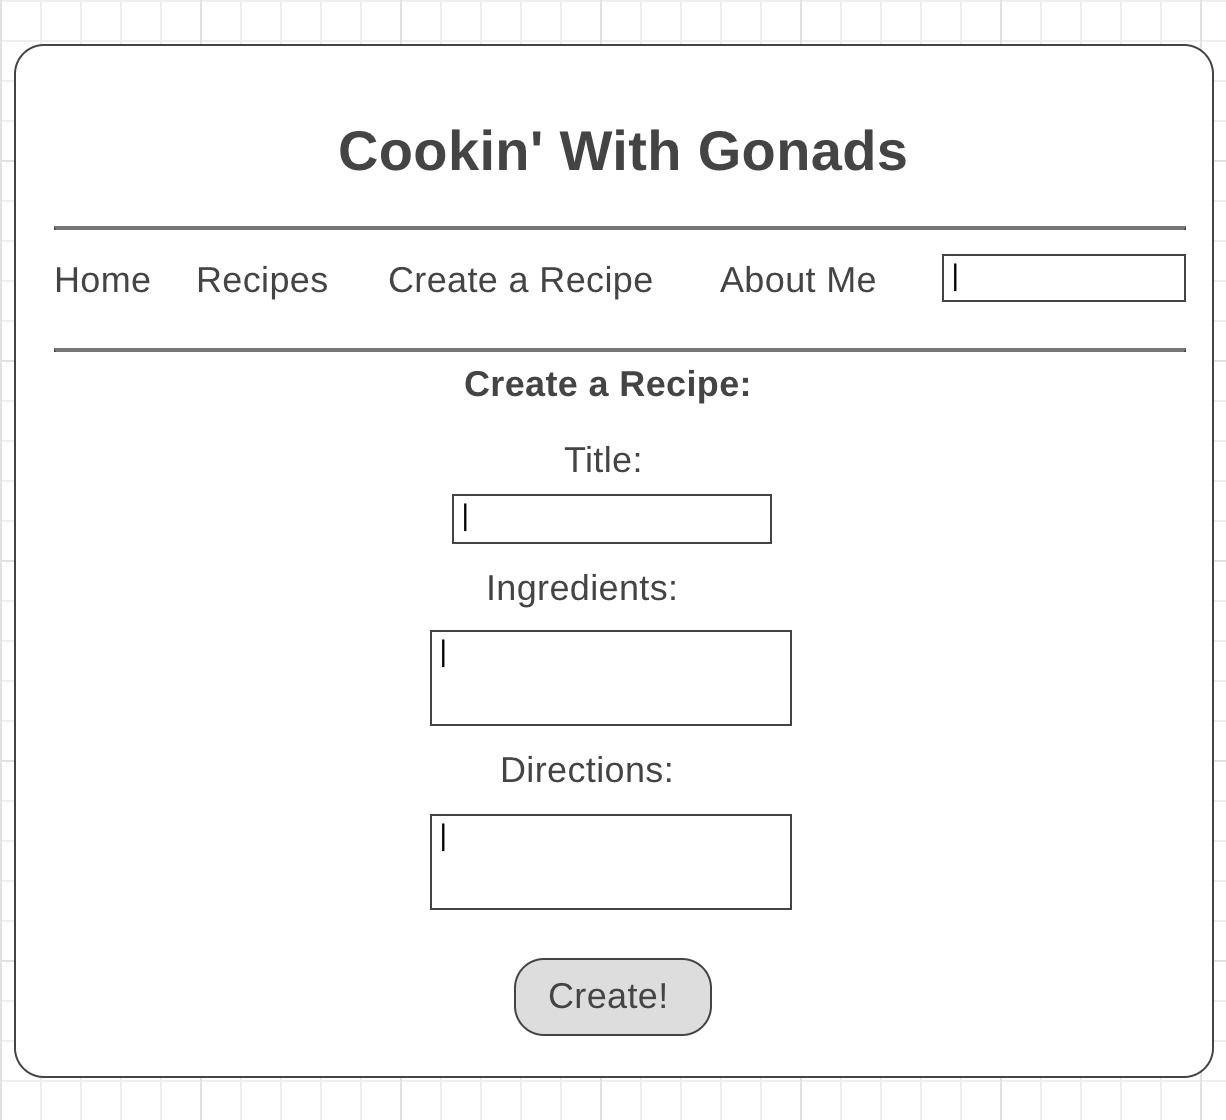 Cookin' With Gonads
Home Recipes Create a Recipe About Me
Create a Recipe:
Title:
Ingredients:
Directions:
Create!